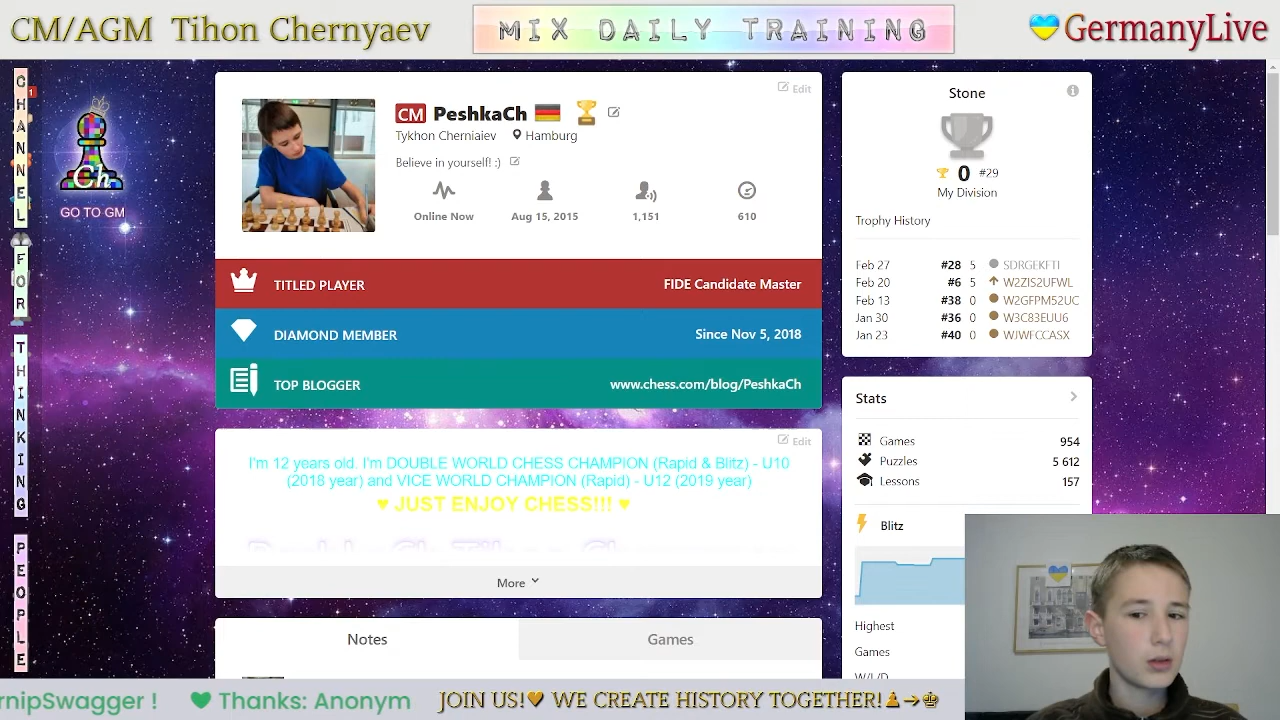 CM/AGM Tihon Chernyaev
MIX DAILY TRAINING
GermanyLive
CHANNEL FOR THINKING PEOPLE
1
Ch
GO TO GM
Edit
CM PeshkaCh
Tykhon Cherniaiev Hamburg
Believe in yourself! :)
Online Now Aug 15, 2015 1,151 610
TITLED PLAYER FIDE Candidate Master
DIAMOND MEMBER Since Nov 5, 2018
TOP BLOGGER www.chess.com/blog/PeshkaCh
Edit
I'm 12 years old. I'm DOUBLE WORLD CHESS CHAMPION (Rapid & Blitz) - U10
(2018 year) and VICE WORLD CHAMPION (Rapid) - U12 (2019 year)
♥ JUST ENJOY CHESS!!! ♥
More
Notes Games
Stone
0 #29
My Division
Trophy History
Feb 27 #28 5 SDRGEKFTI
Feb 20 #6 5 W2ZIS2UFWL
Feb 13 #38 0 W2GFPM52UC
Jan 30 #36 0 W3C83EUU6
Jan 23 #40 0 WJWFCCASX
Stats
Games 954
Puzzles 5 612
Lessons 157
Blitz
Highest
Games
W/L/D
rnipSwagger ! Thanks: Anonym JOIN US! WE CREATE HISTORY TOGETHER!